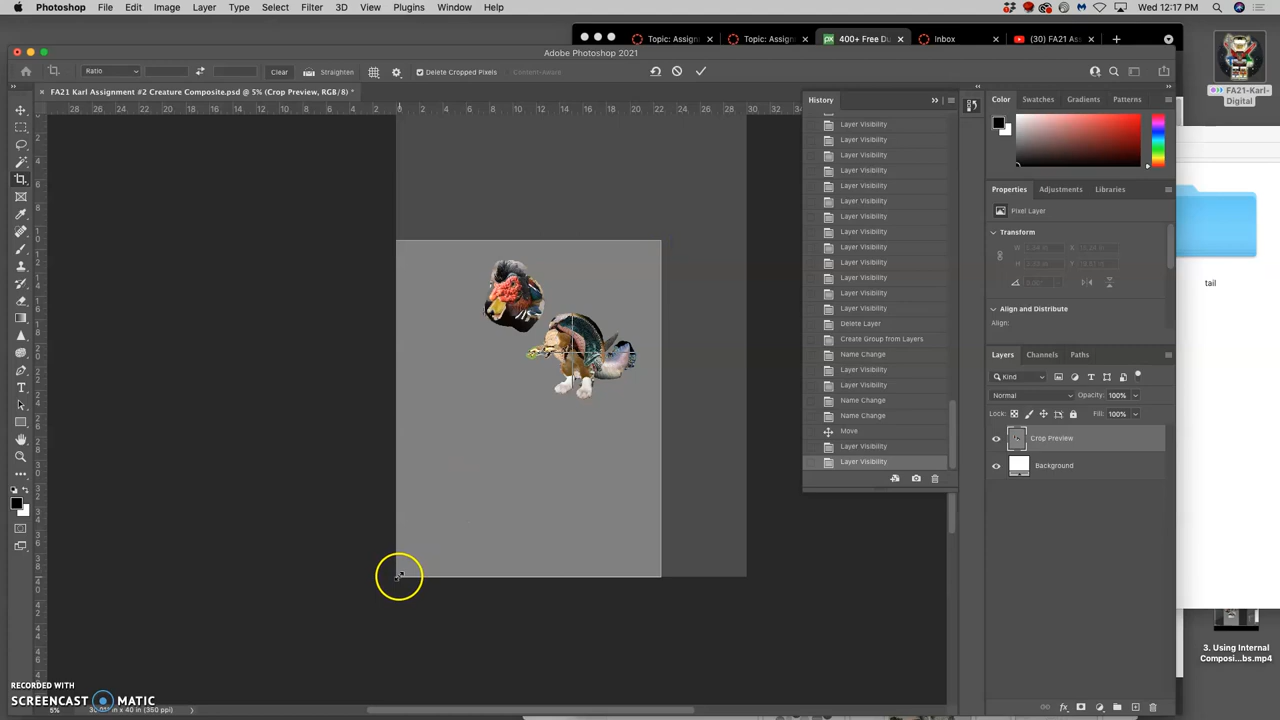 Photoshop File Edit Image Layer Type Select Filter 3D View Plugins Window Help
Wed 12:17 PM
Topic: Assignm
Topic: Assignm
400+ Free Du
Inbox
(30) FA21 As
Adobe Photoshop 2021
Ratio
Clear
Straighten
Delete Cropped Pixels
Content-Aware
FA21 Karl Assignment #2 Creature Composite.psd @ 5% (Crop Preview, RGB/8) *
FA21-Karl-
Digital
History
Layer Visibility
Layer Visibility
Layer Visibility
Layer Visibility
Layer Visibility
Layer Visibility
Layer Visibility
Layer Visibility
Layer Visibility
Layer Visibility
Layer Visibility
Layer Visibility
Layer Visibility
Delete Layer
Create Group from Layers
Name Change
Layer Visibility
Layer Visibility
Name Change
Name Change
Move
Layer Visibility
Layer Visibility
Color Swatches Gradients Patterns
Properties Adjustments Libraries
Pixel Layer
Transform
Align and Distribute
Align:
Layers Channels Paths
Kind
Normal Opacity: 100%
Lock: Fill: 100%
Crop Preview
Background
tail
3. Using Internal
Composi...bs.mp4
RECORDED WITH
SCREENCAST MATIC
5%